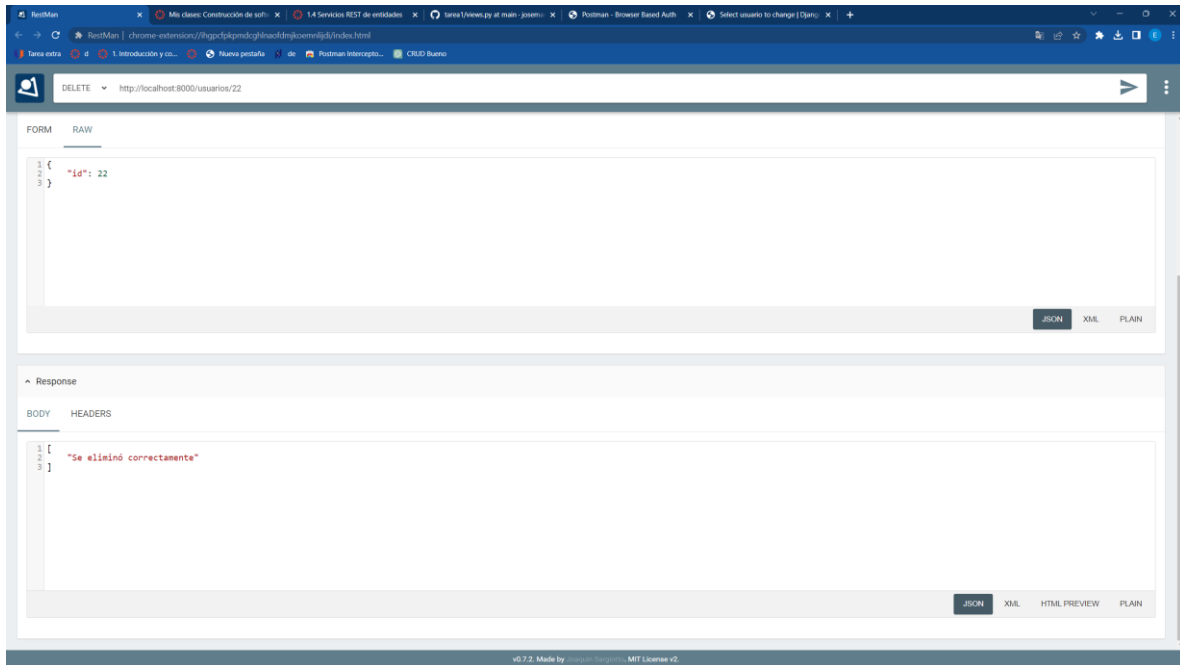 RestMan
Mis clases: Construcción de soft
1.4 Servicios REST de entidades
tarea1/views.py at main · josem
Postman - Browser Based Auth
Select usuario to change | Djang
RestMan | chrome-extension://ihgpcfpkpmdcghlnaofdmjkoemnlijdi/index.html
Tarea extra
d
1. Introducción y co...
Nueva pestaña
de
Postman Intercepto...
CRUD Bueno
DELETE http://localhost:8000/usuarios/22
FORM RAW
1 {
2 "id": 22
3 }
JSON XML PLAIN
Response
BODY HEADERS
1 [
2 "Se eliminó correctamente"
3 ]
JSON XML HTML PREVIEW PLAIN
v0.7.2. Made by Joaquin Sargiotto. MIT License v2.